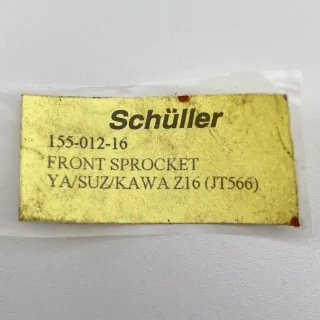 Schüller
155-012-16
FRONT SPROCKET
YA/SUZ/KAWA Z16 (JT566)